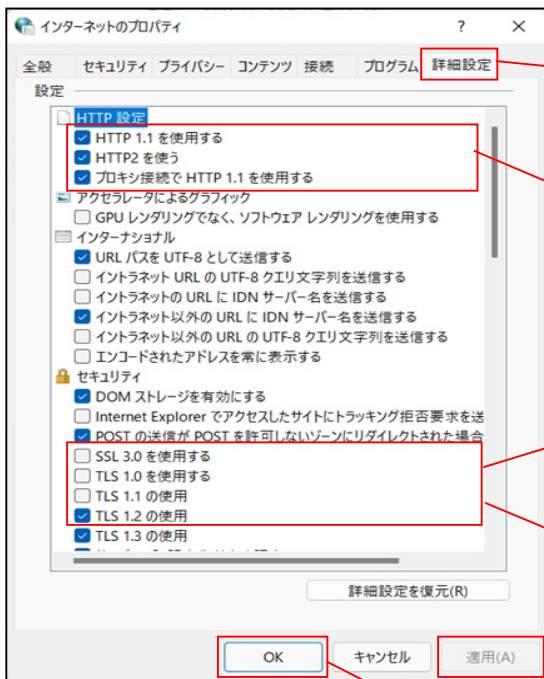 インターネットのプロパティ
全般 セキュリティ プライバシー コンテンツ 接続 プログラム 詳細設定
設定
HTTP 設定
HTTP 1.1 を使用する
HTTP2 を使う
プロキシ接続で HTTP 1.1 を使用する
アクセラレータによるグラフィック
GPU レンダリングでなく、ソフトウェア レンダリングを使用する
インターナショナル
URL パスを UTF-8 として送信する
イントラネット URL の UTF-8 クエリ文字列を送信する
イントラネットの URL に IDN サーバー名を送信する
イントラネット以外の URL に IDN サーバー名を送信する
イントラネット以外の URL の UTF-8 クエリ文字列を送信する
エンコードされたアドレスを常に表示する
セキュリティ
DOM ストレージを有効にする
Internet Explorer でアクセスしたサイトにトラッキング拒否要求を送
POST の送信が POST を許可しないゾーンにリダイレクトされた場合
SSL 3.0 を使用する
TLS 1.0 を使用する
TLS 1.1 の使用
TLS 1.2 の使用
TLS 1.3 の使用
詳細設定を復元(R)
OK キャンセル 適用(A)